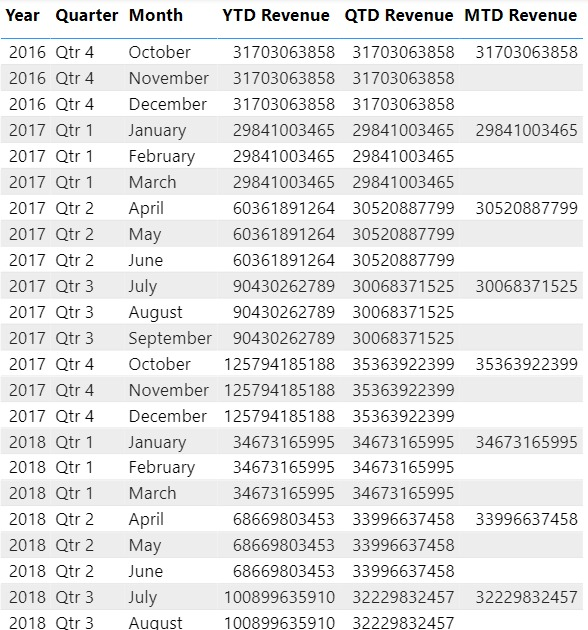 Year Quarter Month YTD Revenue QTD Revenue MTD Revenue
2016 Qtr 4 October 31703063858 31703063858 31703063858
2016 Qtr 4 November 31703063858 31703063858
2016 Qtr 4 December 31703063858 31703063858
2017 Qtr 1 January 29841003465 29841003465 29841003465
2017 Qtr 1 February 29841003465 29841003465
2017 Qtr 1 March 29841003465 29841003465
2017 Qtr 2 April 60361891264 30520887799 30520887799
2017 Qtr 2 May 60361891264 30520887799
2017 Qtr 2 June 60361891264 30520887799
2017 Qtr 3 July 90430262789 30068371525 30068371525
2017 Qtr 3 August 90430262789 30068371525
2017 Qtr 3 September 90430262789 30068371525
2017 Qtr 4 October 125794185188 35363922399 35363922399
2017 Qtr 4 November 125794185188 35363922399
2017 Qtr 4 December 125794185188 35363922399
2018 Qtr 1 January 34673165995 34673165995 34673165995
2018 Qtr 1 February 34673165995 34673165995
2018 Qtr 1 March 34673165995 34673165995
2018 Qtr 2 April 68669803453 33996637458 33996637458
2018 Qtr 2 May 68669803453 33996637458
2018 Qtr 2 June 68669803453 33996637458
2018 Qtr 3 July 100899635910 32229832457 32229832457
2018 Qtr 3 August 100899635910 32229832457